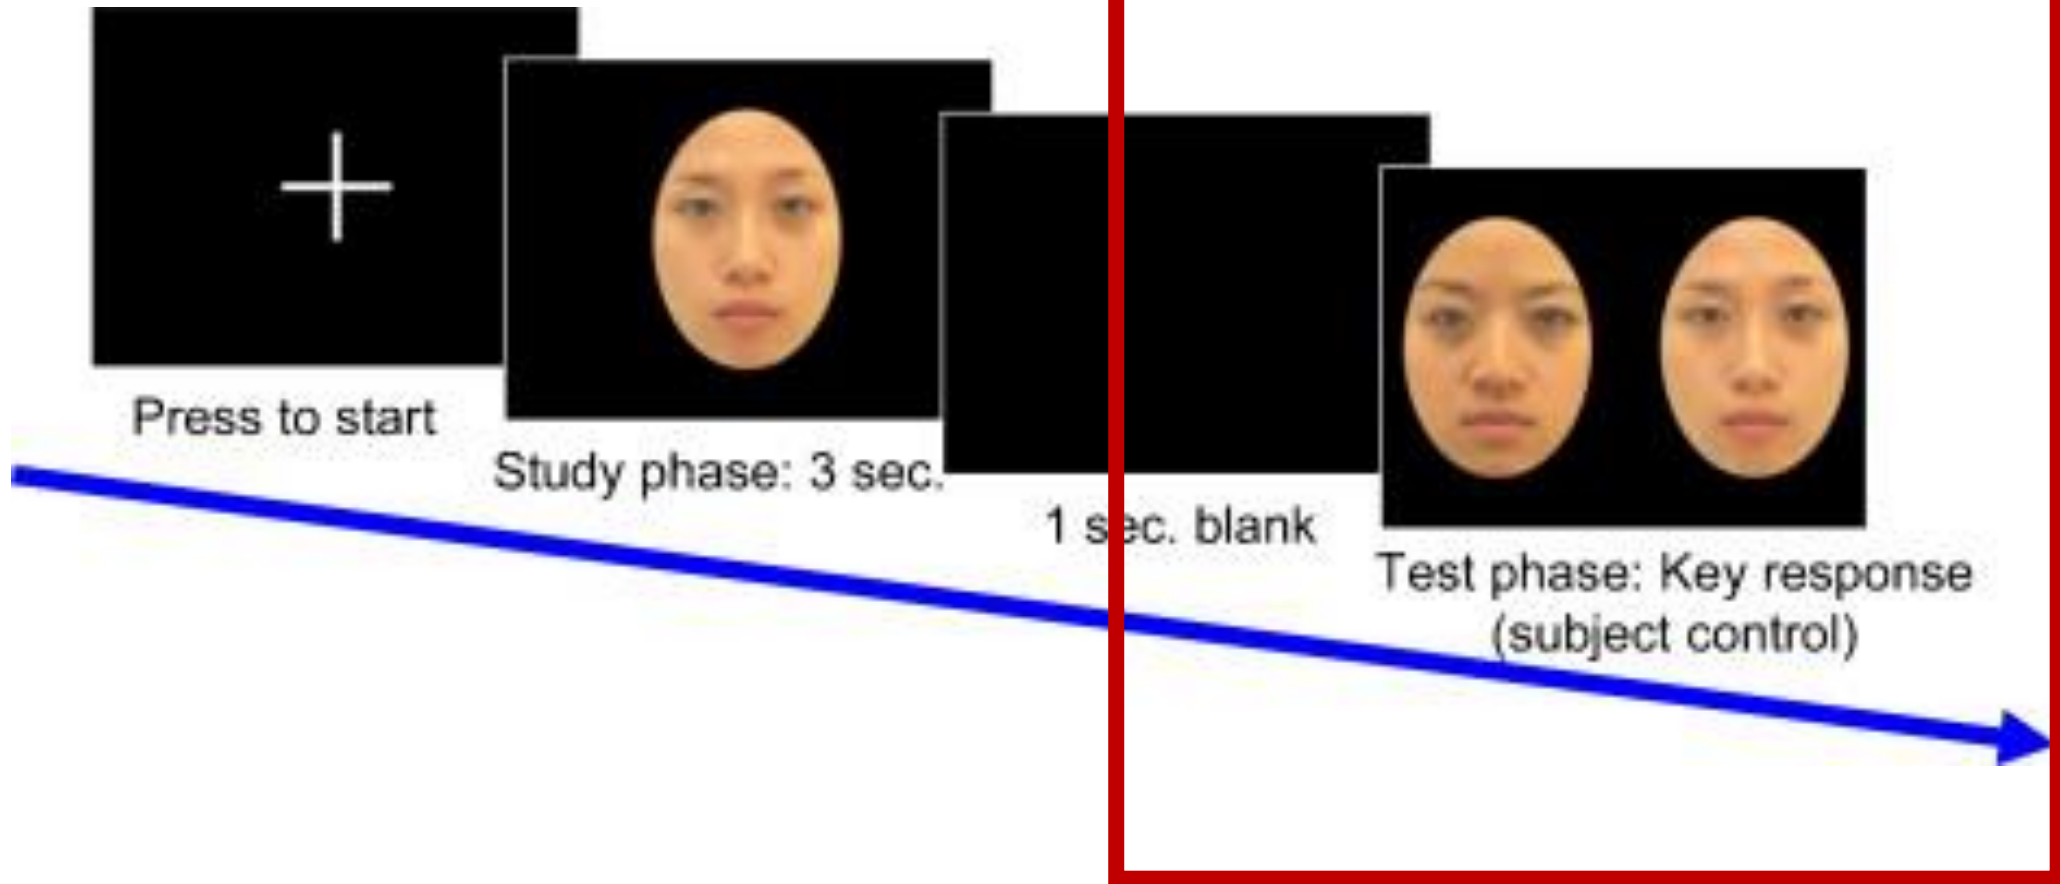 Press to start
Study phase: 3 sec.
1 sec. blank
Test phase: Key response
(subject control)